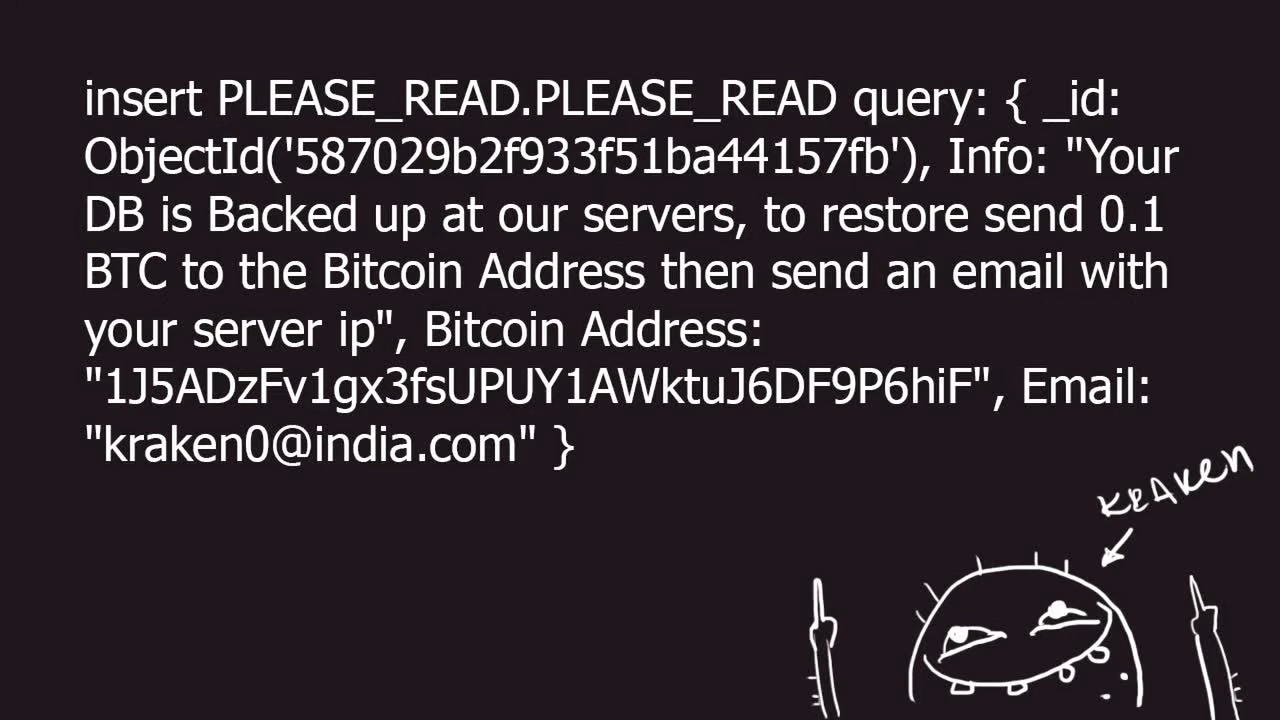 insert PLEASE_READ.PLEASE_READ query: { _id:
ObjectId('587029b2f933f51ba44157fb'), Info: "Your
DB is Backed up at our servers, to restore send 0.1
BTC to the Bitcoin Address then send an email with
your server ip", Bitcoin Address:
"1J5ADzFv1gx3fsUPUY1AWktuJ6DF9P6hiF", Email:
"kraken0@india.com" }
KRAKen